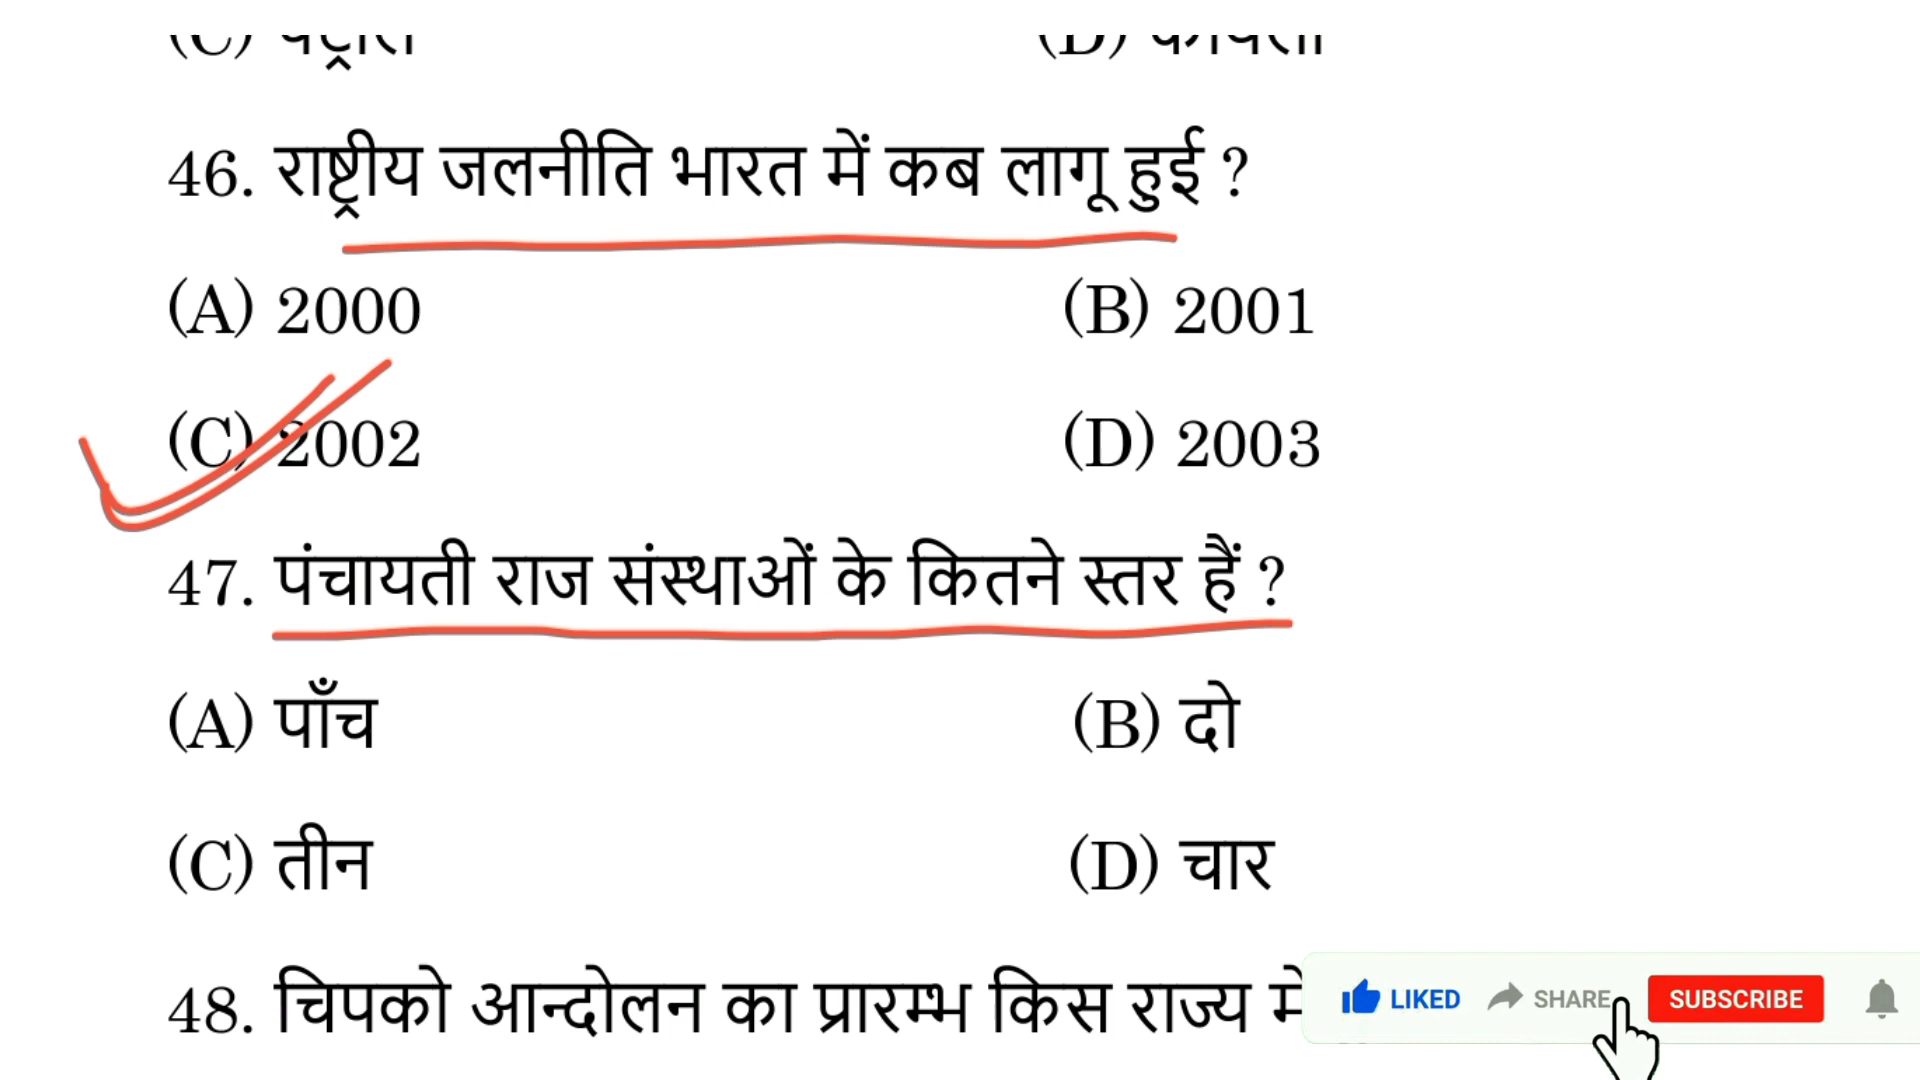 (C)
(D)
46. राष्ट्रीय जलनीति भारत में कब लागू हुई ?
(A) 2000
(B) 2001
(C) 2002
(D) 2003
47. पंचायती राज संस्थाओं के कितने स्तर हैं ?
(A) पाँच
(B) दो
(C) तीन
(D) चार
48. चिपको आन्दोलन का प्रारम्भ किस राज्य में
LIKED SHARE SUBSCRIBE